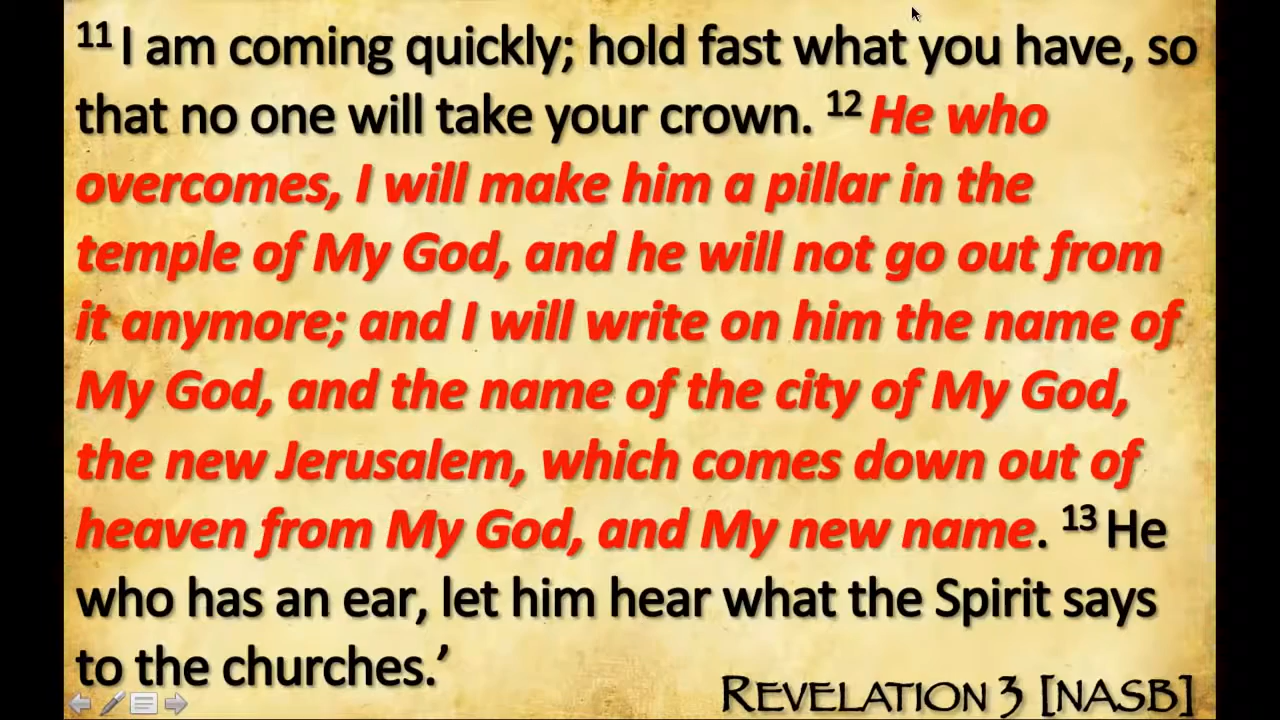 11 I am coming quickly; hold fast what you have, so
that no one will take your crown. 12 He who
overcomes, I will make him a pillar in the
temple of My God, and he will not go out from
it anymore; and I will write on him the name of
My God, and the name of the city of My God,
the new Jerusalem, which comes down out of
heaven from My God, and My new name. 13 He
who has an ear, let him hear what the Spirit says
to the churches.’
Revelation 3 [NASB]